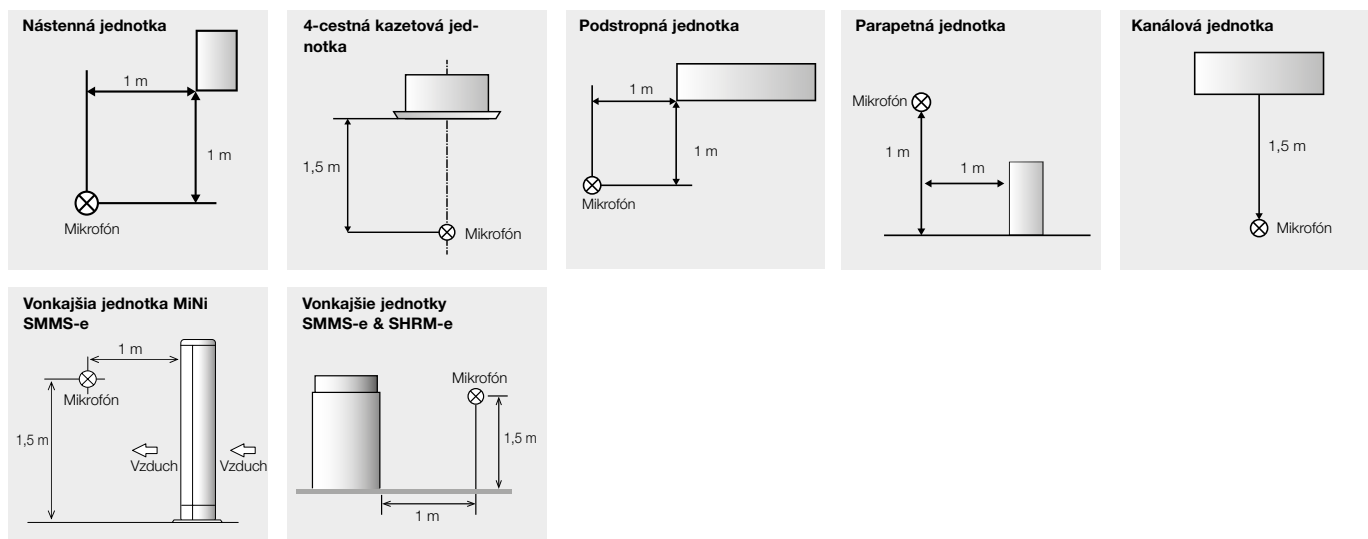 Nástenná jednotka
1 m
1 m
Mikrofón
4-cestná kazetová jed-
notka
1,5 m
Mikrofón
Podstropná jednotka
1 m
1 m
Mikrofón
Parapetná jednotka
Mikrofón
1 m
1 m
Kanálová jednotka
1,5 m
Mikrofón
Vonkajšia jednotka MiNi
SMMS-e
1 m
Mikrofón
1,5 m
Vzduch
Vzduch
Vonkajšie jednotky
SMMS-e & SHRM-e
Mikrofón
1,5 m
1 m